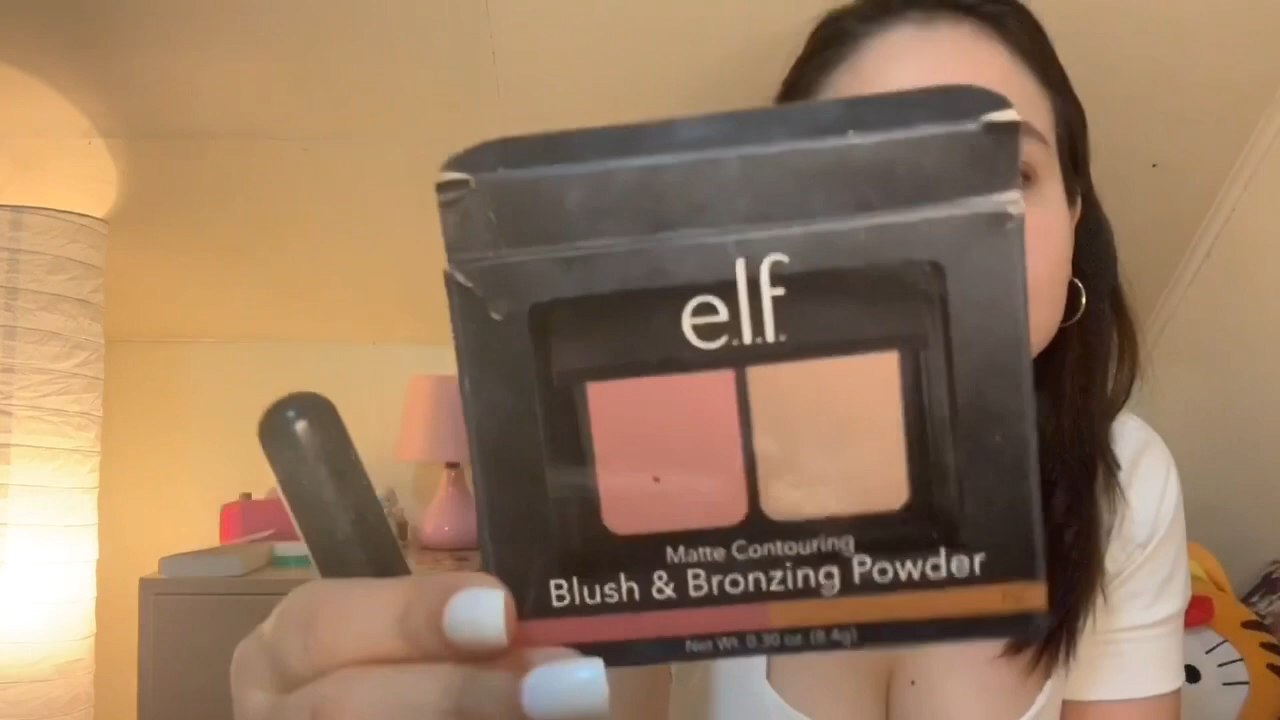 e.l.f.
Matte Contouring
Blush & Bronzing Powder
Net Wt. 0.30 oz. (8.4g)